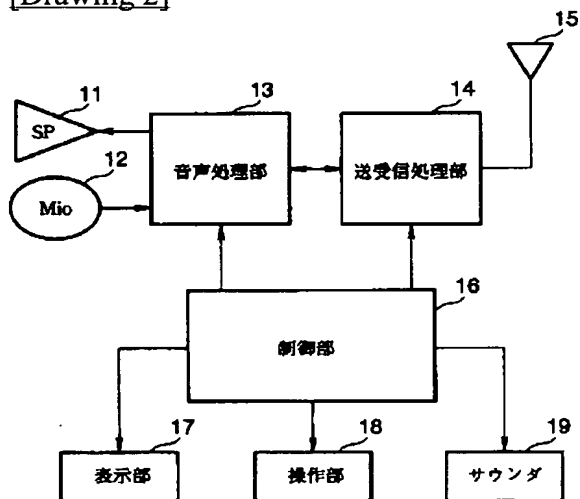 [Drawing 2]
15
11
13
14
SP
音声処理部
送受信処理部
12
Mio
16
制御部
17
18
19
表示部
操作部
サウンダ